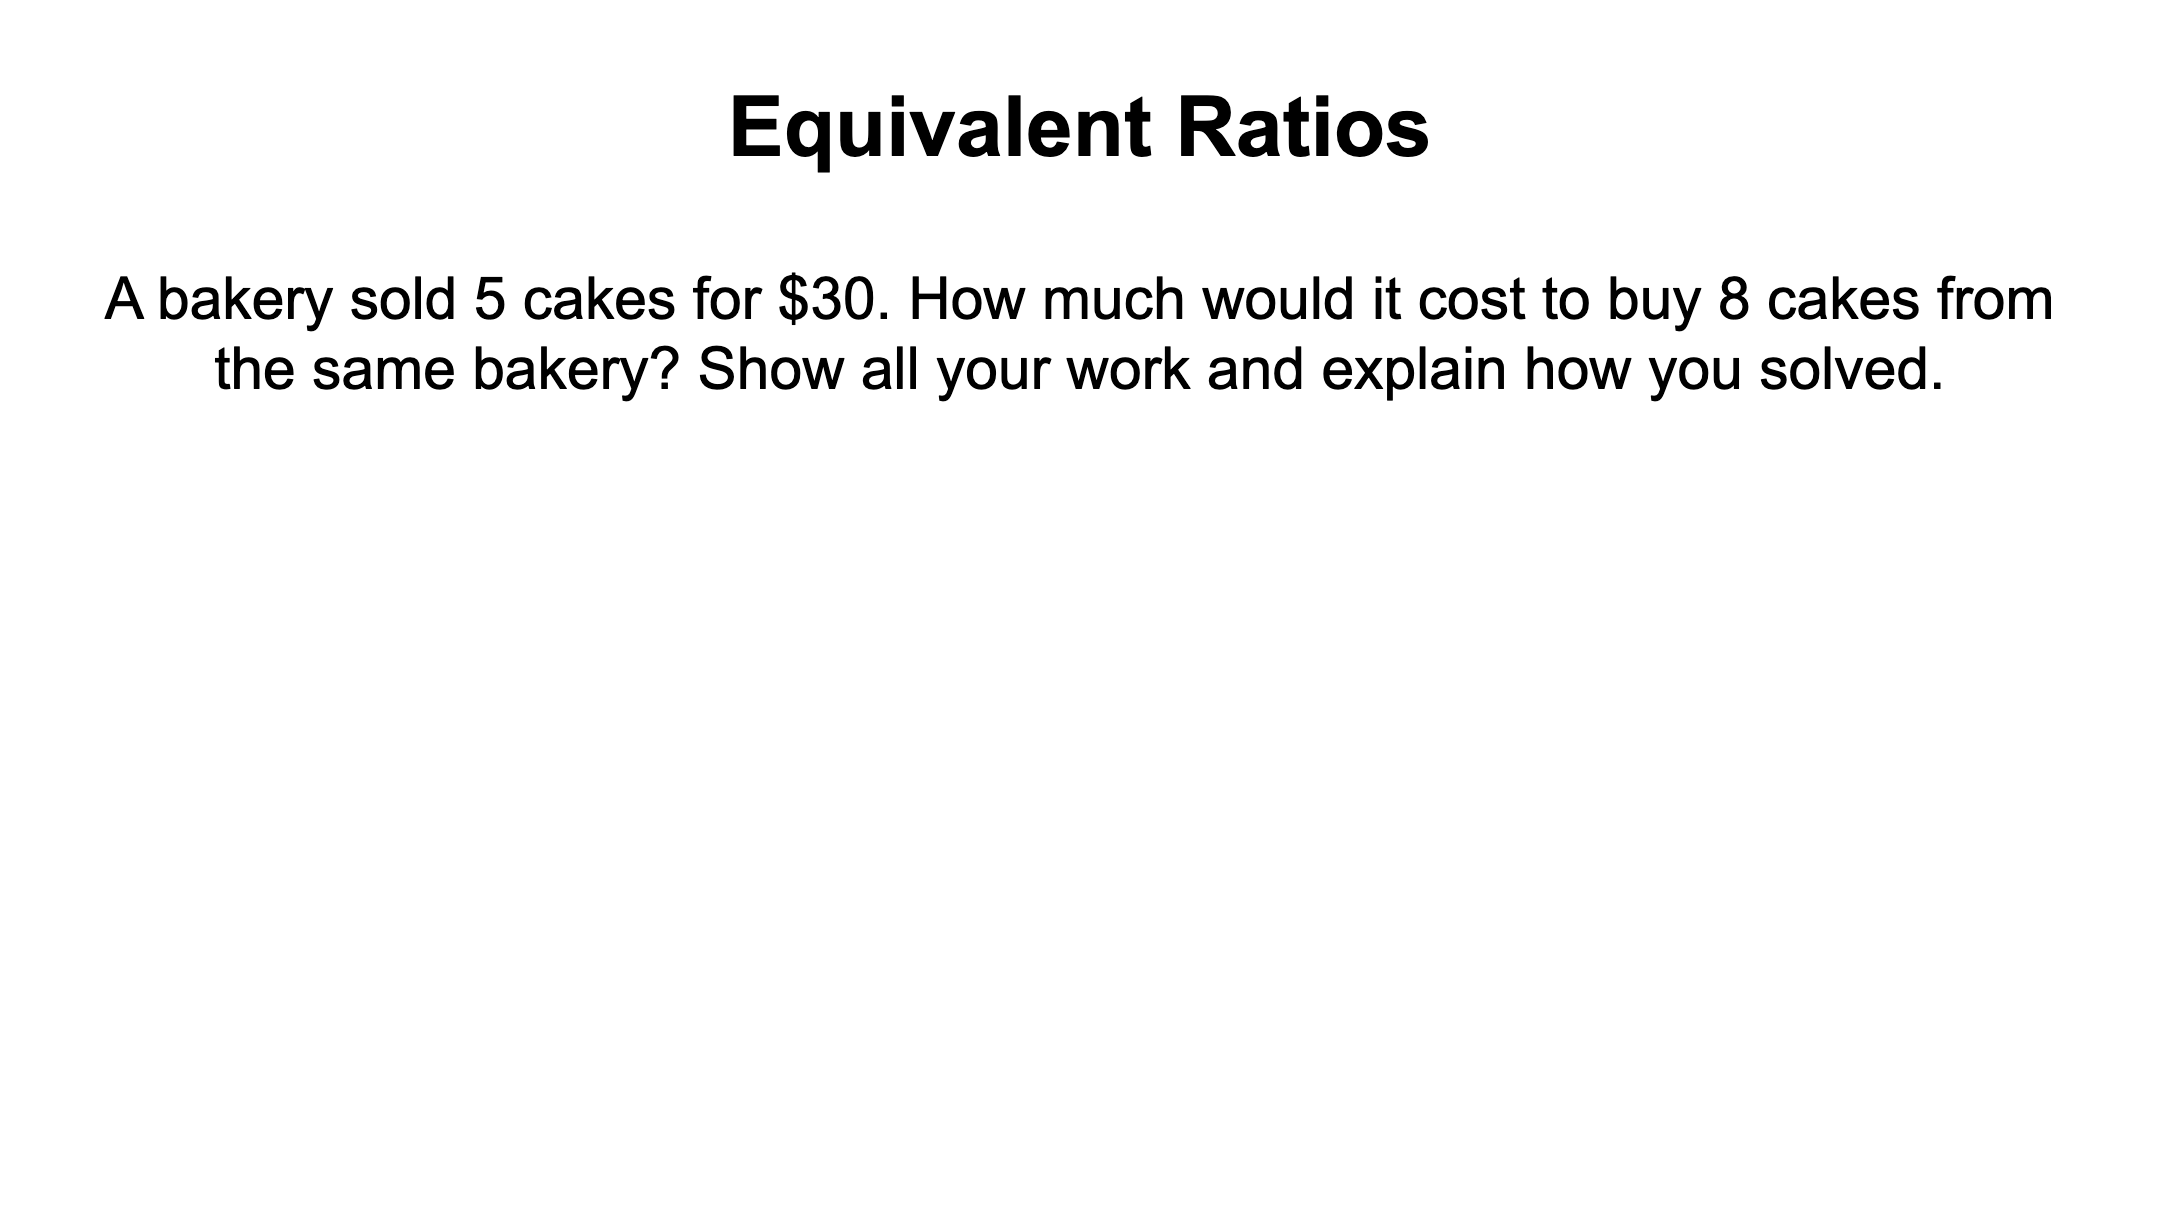 Equivalent Ratios
A bakery sold 5 cakes for $30. How much would it cost to buy 8 cakes from
the same bakery? Show all your work and explain how you solved.